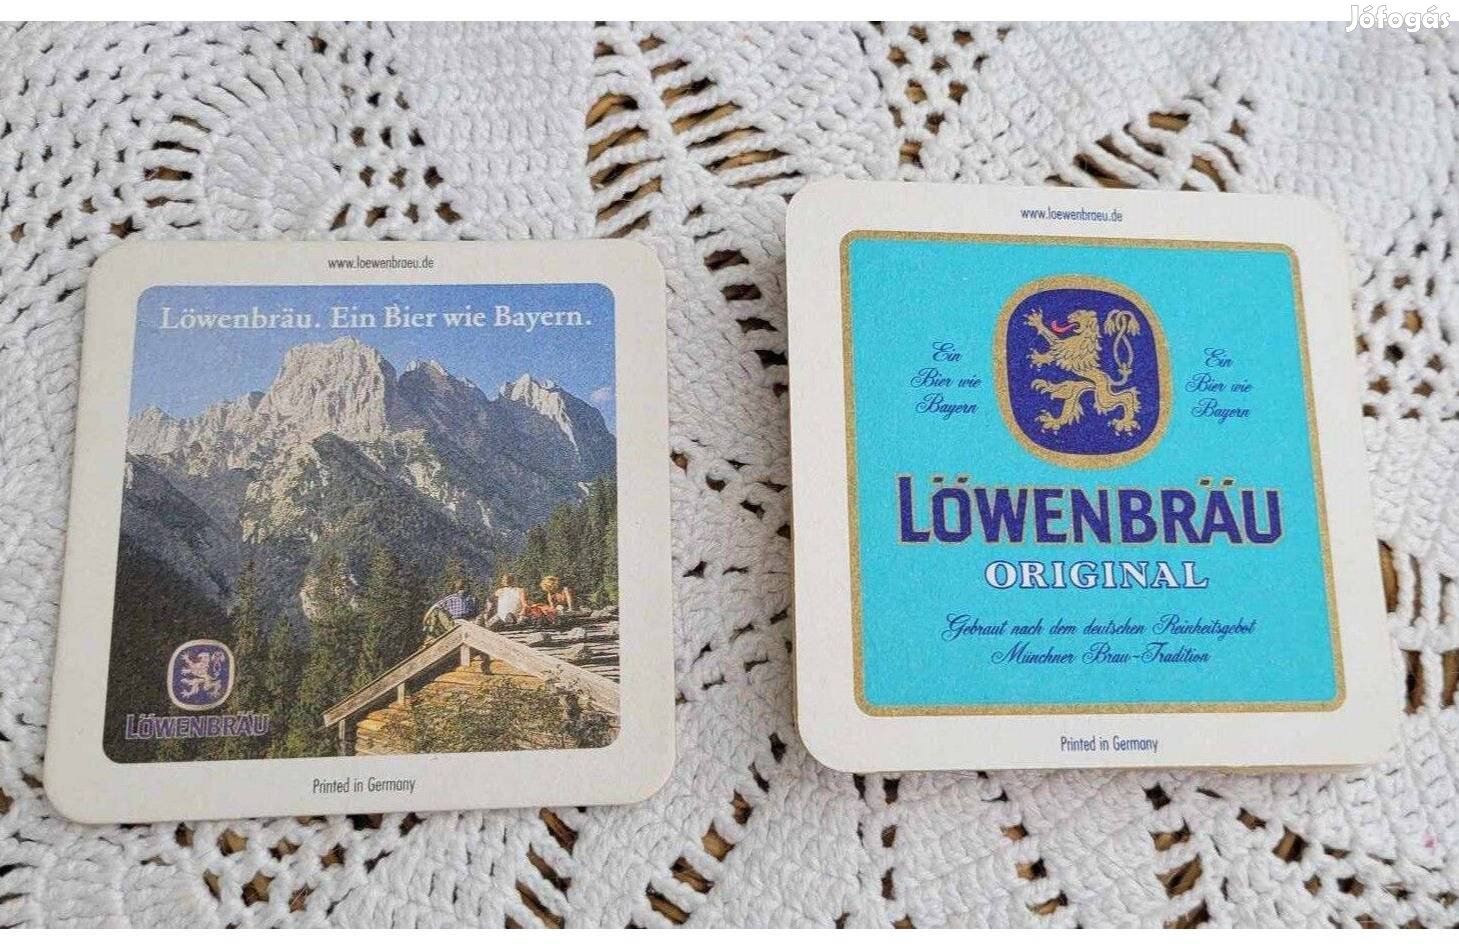 Jófogás
www.loewenbraeu.de
Löwenbräu. Ein Bier wie Bayern.
LÖWENBRÄU
Printed in Germany
www.loewenbraeu.de
Ein
Bier wie
Bayern
Ein
Bier wie
Bayern
LÖWENBRÄU
ORIGINAL
Gebraut nach dem deutschen Reinheitsgebot
Münchner Brau-Tradition
Printed in Germany